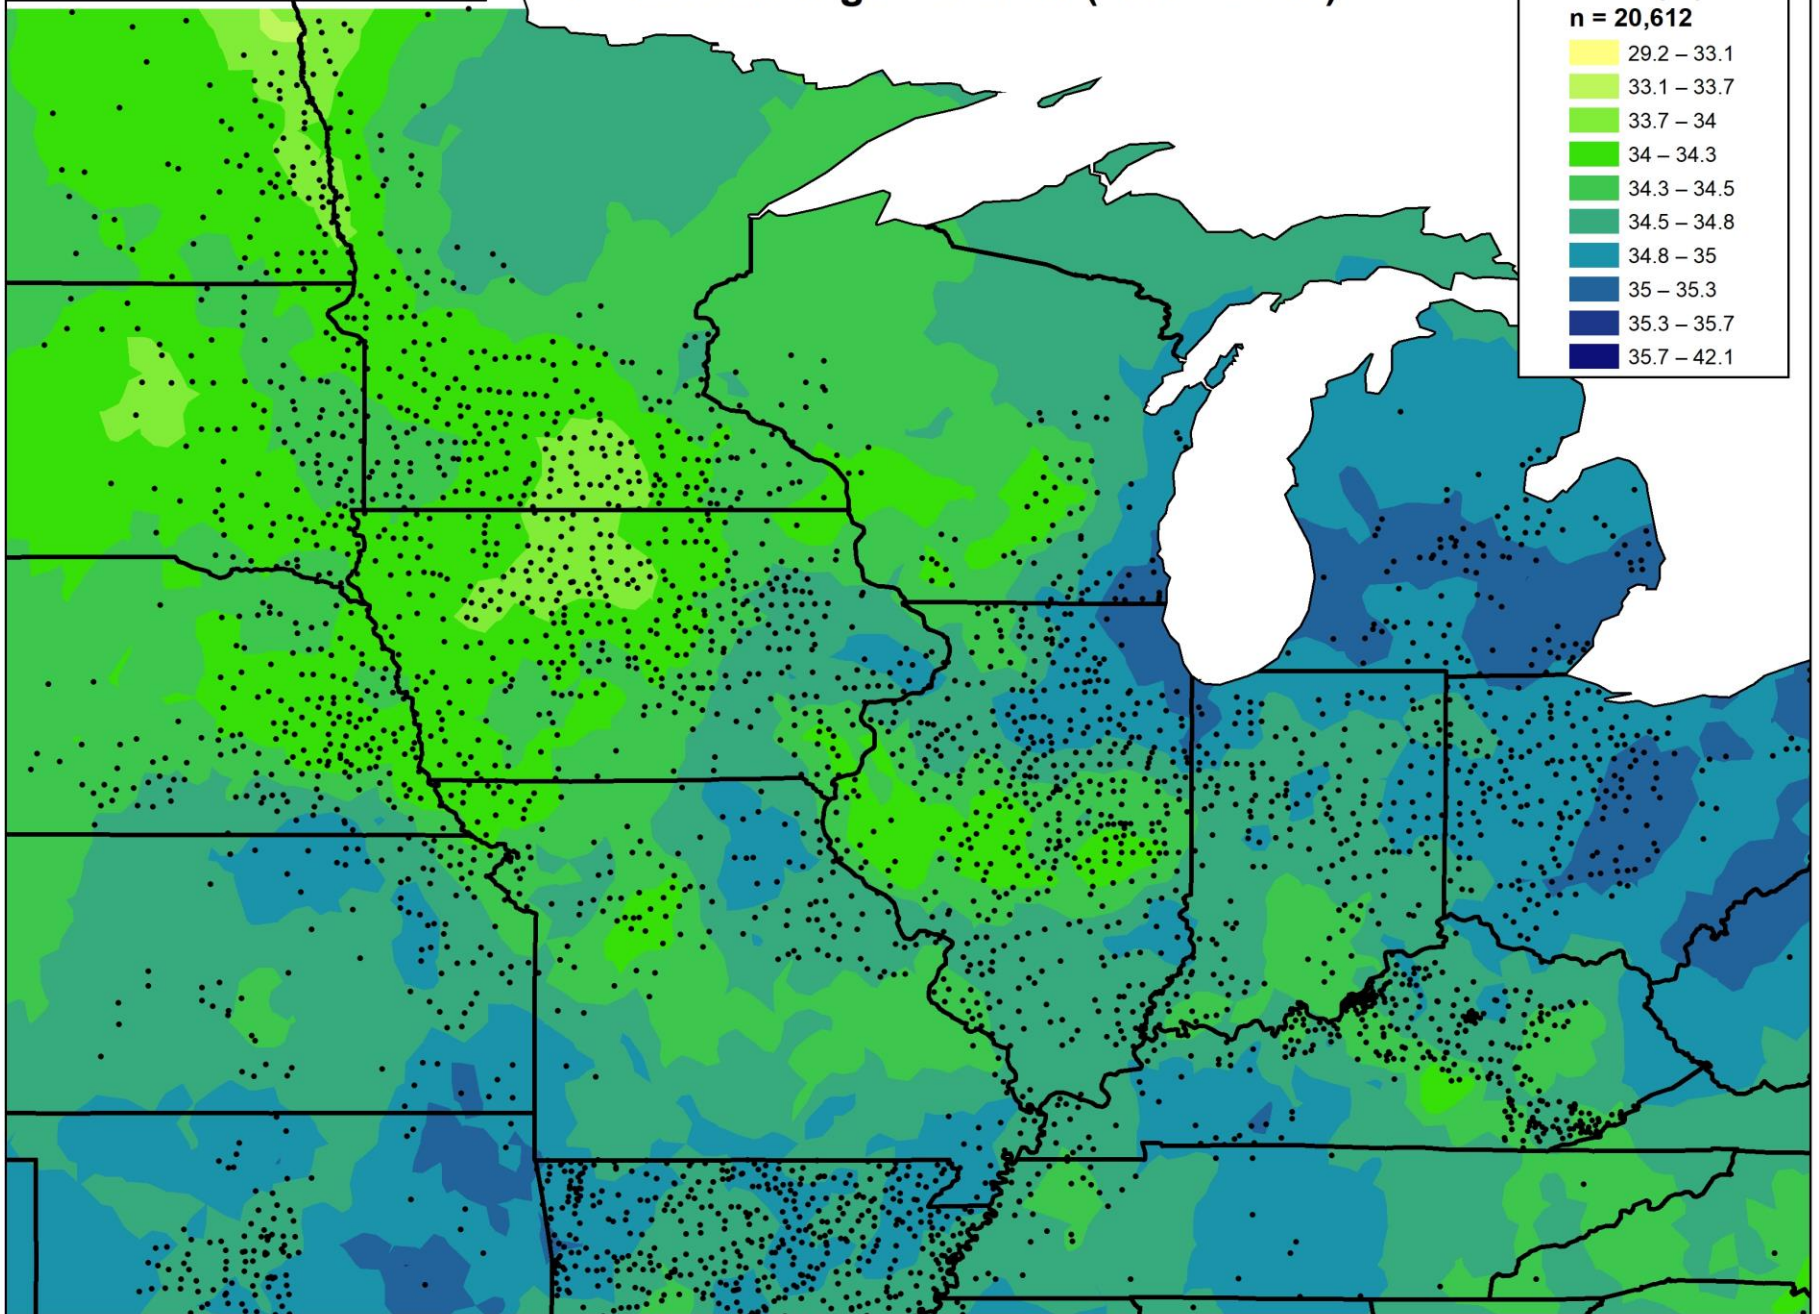 n = 20,612
29.2 – 33.1
33.1 – 33.7
33.7 – 34
34 – 34.3
34.3 – 34.5
34.5 – 34.8
34.8 – 35
35 – 35.3
35.3 – 35.7
35.7 – 42.1